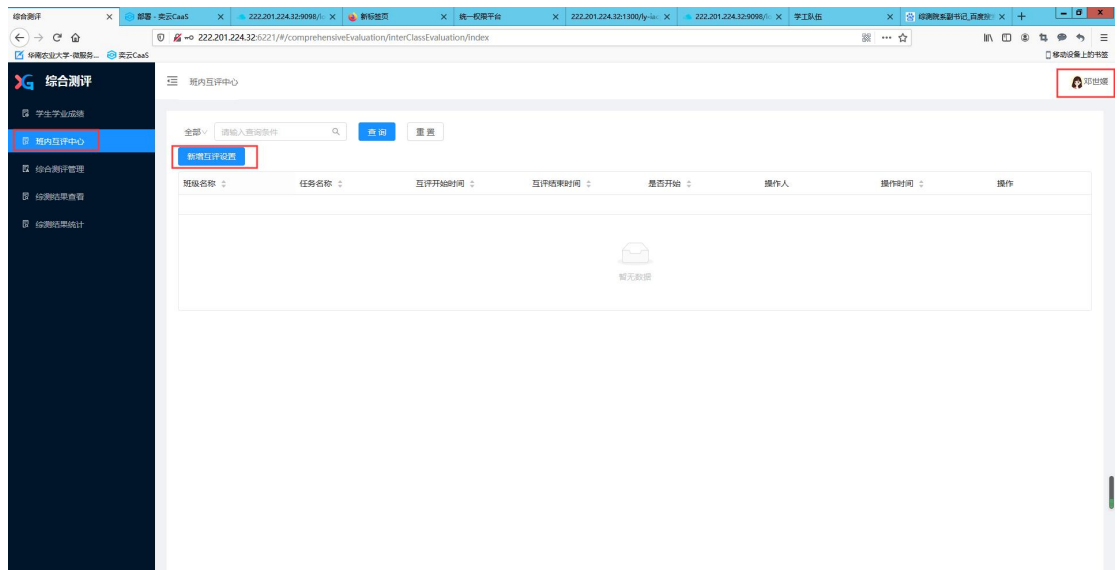 综合测评
部署 - 奕云CaaS
222.201.224.32:9098/
新标签页
统一权限平台
222.201.224.32:1300/ly-
222.201.224.32:9098/
学工队伍
综测院系副书记_百度
222.201.224.32:6221/#/comprehensiveEvaluation/InterClassEvaluation/Index
华南农业大学-微服务...
奕云CaaS
移动设备上的书签
XG 综合测评
班内互评中心
邓世媛
学生学业成绩
班内互评中心
综合测评管理
综测结果查看
综测结果统计
全部 请输入查询条件 查 询 重 置
新增互评设置
班级名称 任务名称 互评开始时间 互评结束时间 是否开始 操作人 操作时间 操作
暂无数据